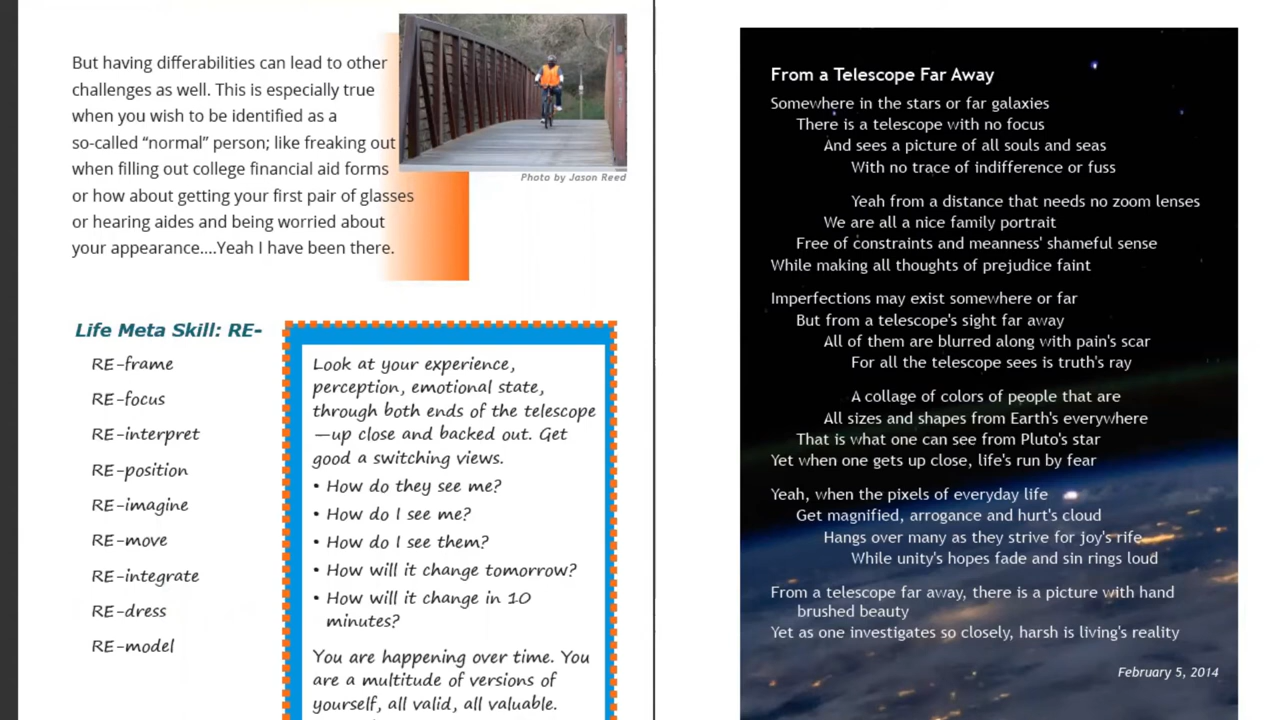 But having differabilities can lead to other
challenges as well. This is especially true
when you wish to be identified as a
so-called “normal” person; like freaking out
when filling out college financial aid forms
or how about getting your first pair of glasses
or hearing aides and being worried about
your appearance....Yeah I have been there.
Photo by Jason Reed
Life Meta Skill: RE-
RE-frame
RE-focus
RE-interpret
RE-position
RE-imagine
RE-move
RE-integrate
RE-dress
RE-model
Look at your experience,
perception, emotional state,
through both ends of the telescope
—up close and backed out. Get
good a switching views.
• How do they see me?
• How do I see me?
• How do I see them?
• How will it change tomorrow?
• How will it change in 10
minutes?
You are happening over time. You
are a multitude of versions of
yourself, all valid, all valuable.
From a Telescope Far Away
Somewhere in the stars or far galaxies
There is a telescope with no focus
And sees a picture of all souls and seas
With no trace of indifference or fuss
Yeah from a distance that needs no zoom lenses
We are all a nice family portrait
Free of constraints and meanness' shameful sense
While making all thoughts of prejudice faint
Imperfections may exist somewhere or far
But from a telescope's sight far away
All of them are blurred along with pain's scar
For all the telescope sees is truth's ray
A collage of colors of people that are
All sizes and shapes from Earth's everywhere
That is what one can see from Pluto's star
Yet when one gets up close, life's run by fear
Yeah, when the pixels of everyday life
Get magnified, arrogance and hurt's cloud
Hangs over many as they strive for joy's rife
While unity's hopes fade and sin rings loud
From a telescope far away, there is a picture with hand
brushed beauty
Yet as one investigates so closely, harsh is living's reality
February 5, 2014